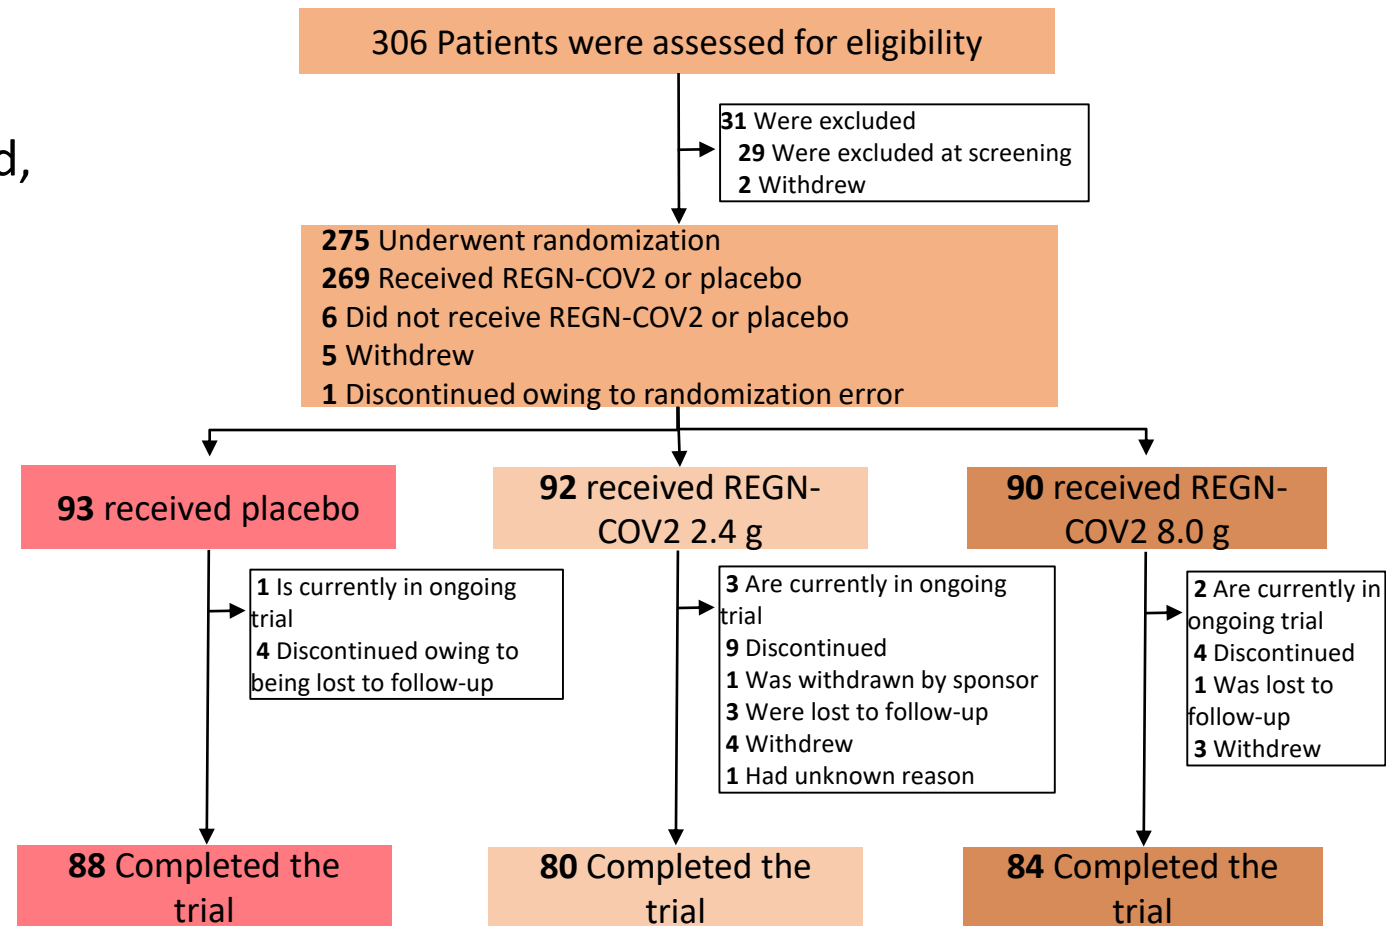 306 Patients were assessed for eligibility
d,
31 Were excluded
29 Were excluded at screening
2 Withdrew
275 Underwent randomization
269 Received REGN-COV2 or placebo
6 Did not receive REGN-COV2 or placebo
5 Withdrew
1 Discontinued owing to randomization error
93 received placebo
92 received REGN-
COV2 2.4 g
90 received REGN-
COV2 8.0 g
1 Is currently in ongoing
trial
4 Discontinued owing to
being lost to follow-up
3 Are currently in ongoing
trial
9 Discontinued
1 Was withdrawn by sponsor
3 Were lost to follow-up
4 Withdrew
1 Had unknown reason
2 Are currently in
ongoing trial
4 Discontinued
1 Was lost to
follow-up
3 Withdrew
88 Completed the
trial
80 Completed the
trial
84 Completed the
trial